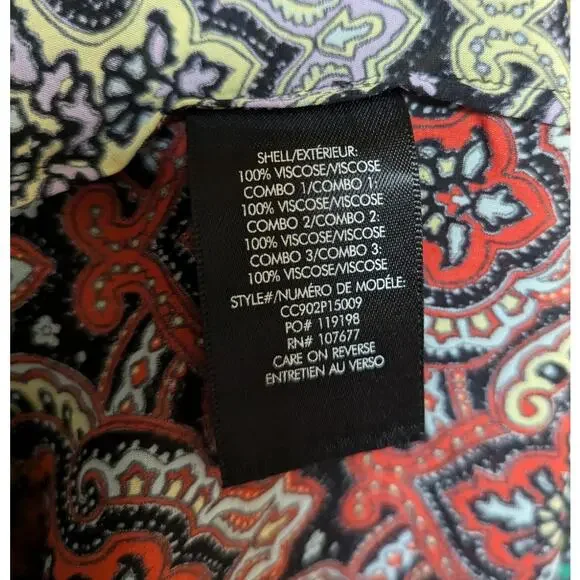 SHELL/EXTÉRIEUR:
100% VISCOSE/VISCOSE
COMBO 1/COMBO 1:
100% VISCOSE/VISCOSE
COMBO 2/COMBO 2:
100% VISCOSE/VISCOSE
COMBO 3/COMBO 3:
100% VISCOSE/VISCOSE
STYLE#/NUMÉRO DE MODÈLE:
CC902P15009
PO# 119198
RN# 107677
CARE ON REVERSE
ENTRETIEN AU VERSO